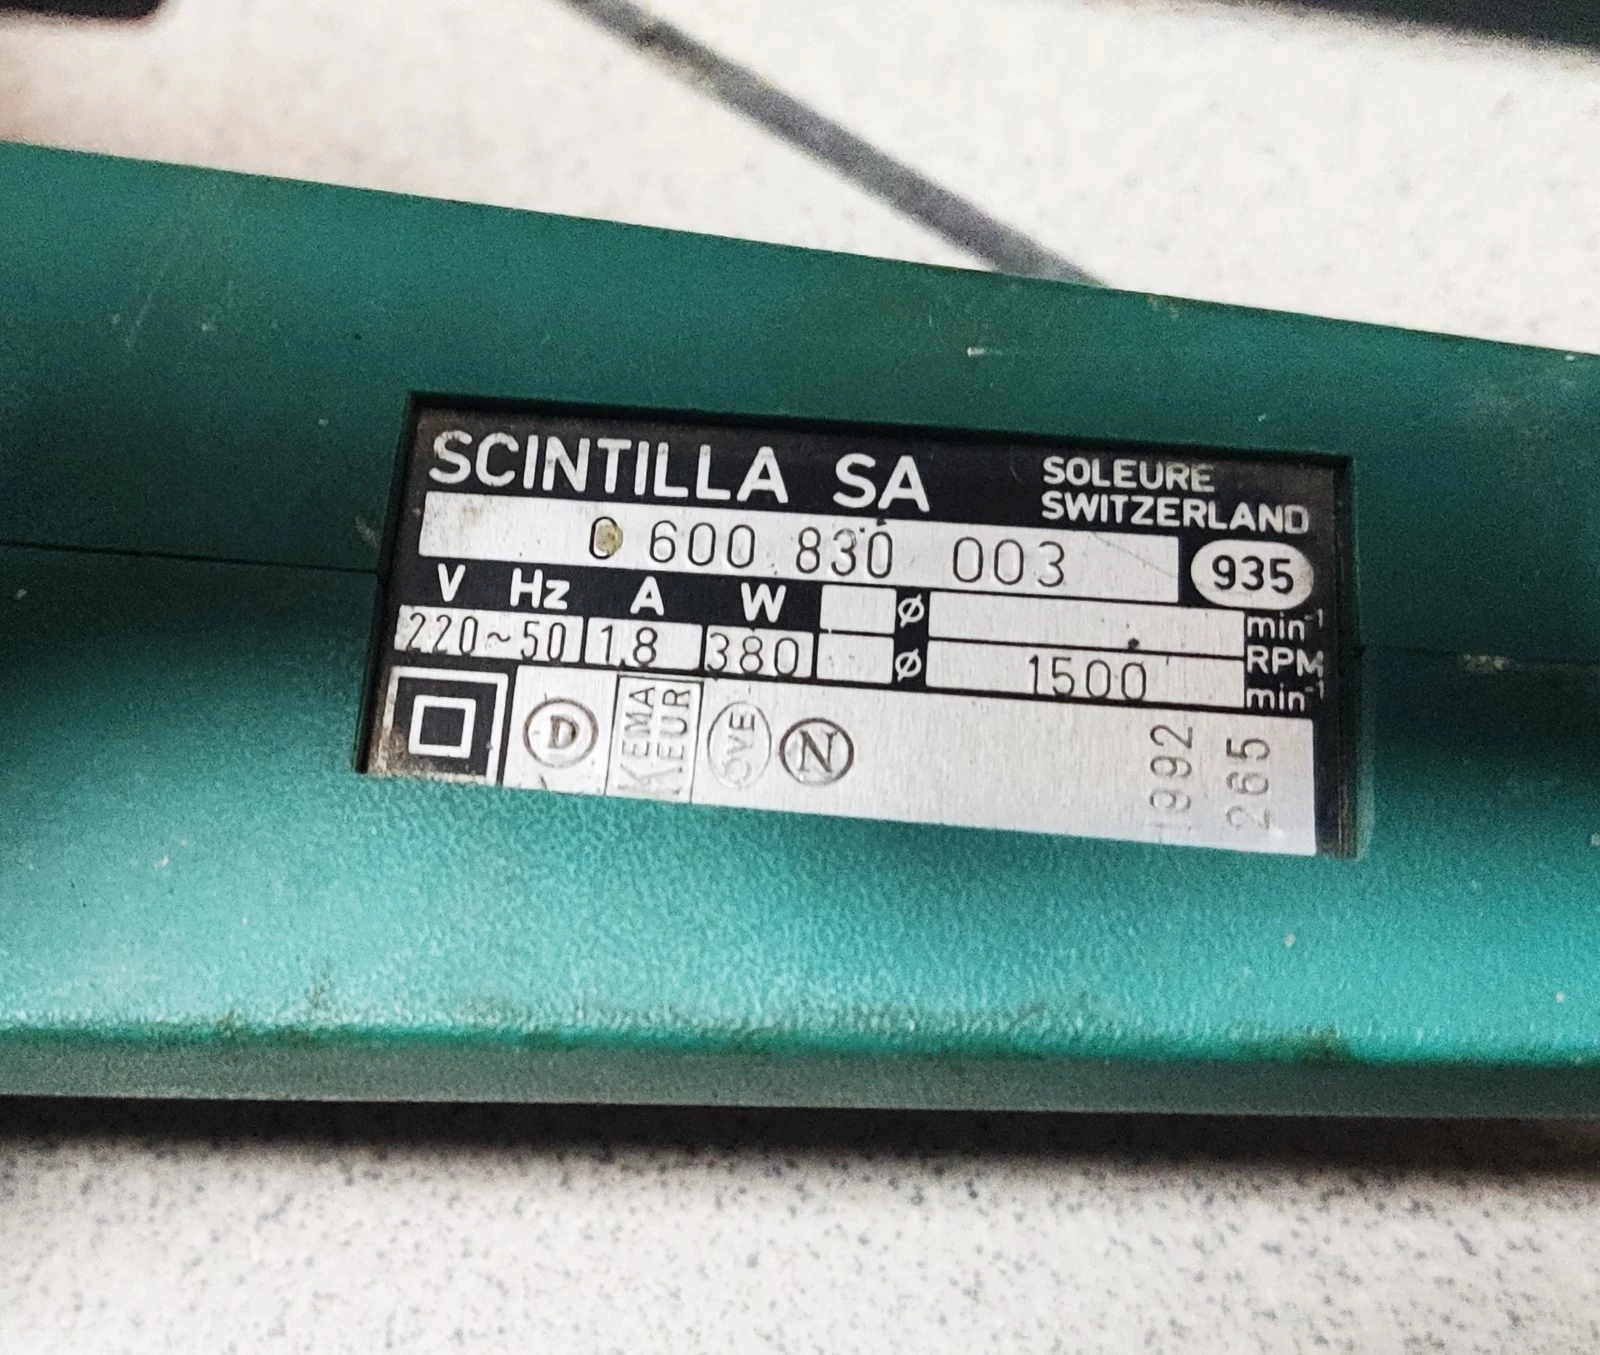 SCINTILLA SA
SOLEURE
SWITZERLAND
0 600 830 003
935
V Hz A W
220~50 1,8 380
Ø min-1
Ø 1500 RPM
min-1
D
KEMA
KEUR
ÖVE
N
1992
265